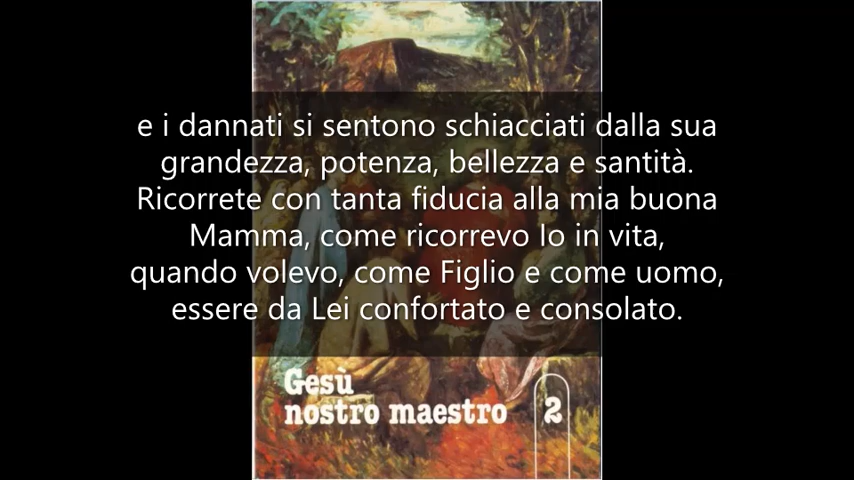 e i dannati si sentono schiacciati dalla sua
grandezza, potenza, bellezza e santità.
Ricorrete con tanta fiducia alla mia buona
Mamma, come ricorrevo Io in vita,
quando volevo, come Figlio e come uomo,
essere da Lei confortato e consolato.
Gesù
nostro maestro
2